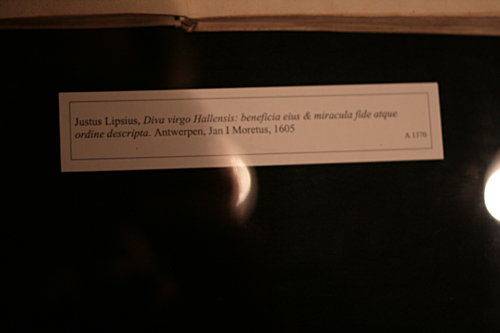 Justus Lipsius, Diva virgo Hallensis: beneficia eius & miracula fide atque
ordine descripta. Antwerpen, Jan I Moretus, 1605
A 1370